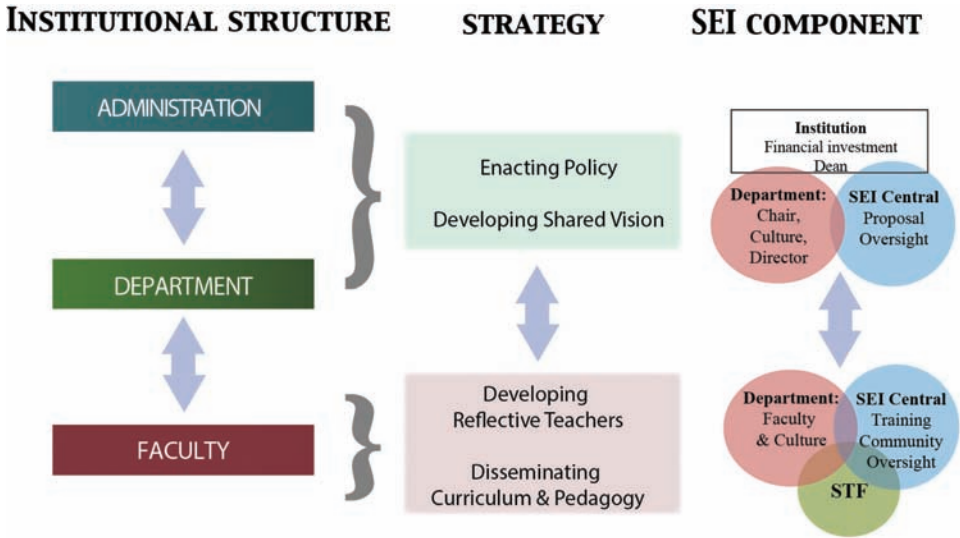 INSTITUTIONAL STRUCTURE
STRATEGY
SEI COMPONENT
ADMINISTRATION
DEPARTMENT
FACULTY
Enacting Policy
Developing Shared Vision
Developing
Reflective Teachers
Disseminating
Curriculum & Pedagogy
Institution
Financial investment
Dean
Department:
Chair,
Culture,
Director
SEI Central
Proposal
Oversight
Department:
Faculty
& Culture
SEI Central
Training
Community
Oversight
STF